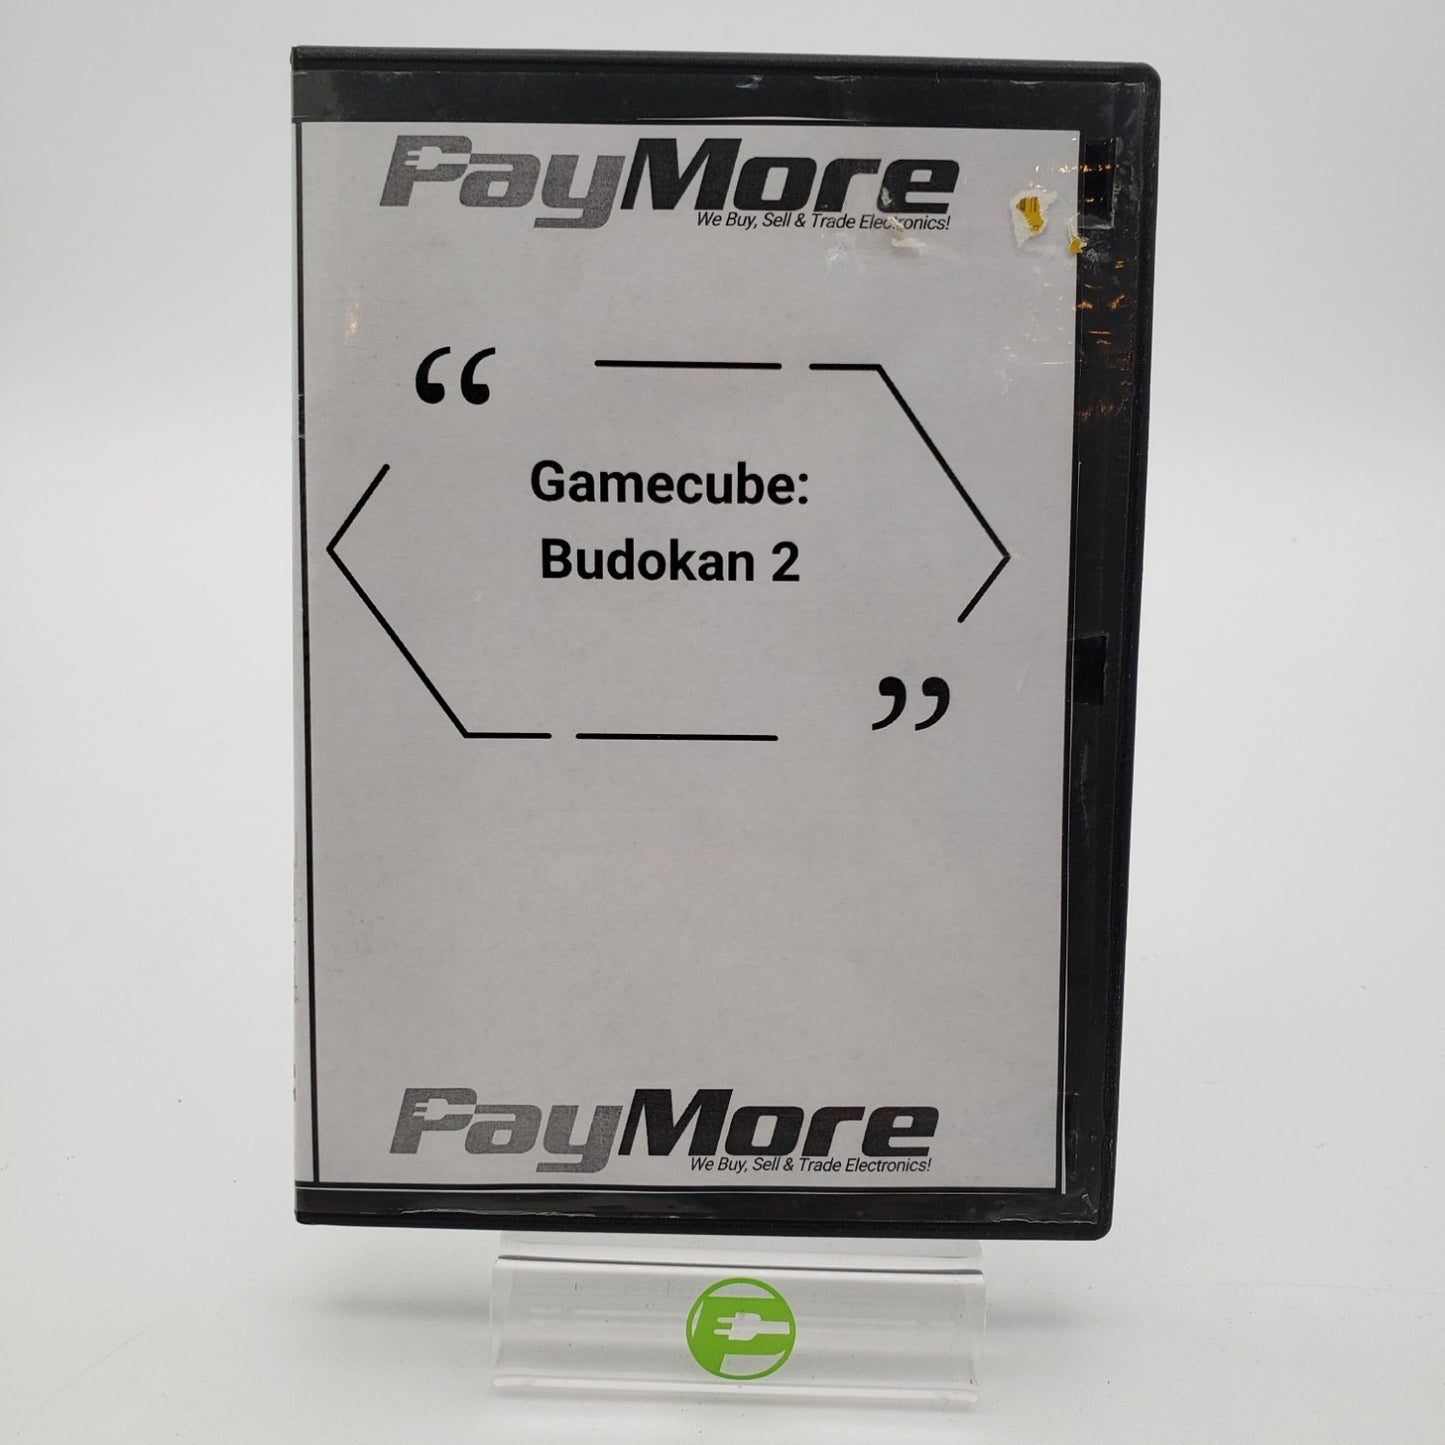 PayMore
We Buy, Sell & Trade Electronics!
“
Gamecube:
Budokan 2
”
PayMore
We Buy, Sell & Trade Electronics!